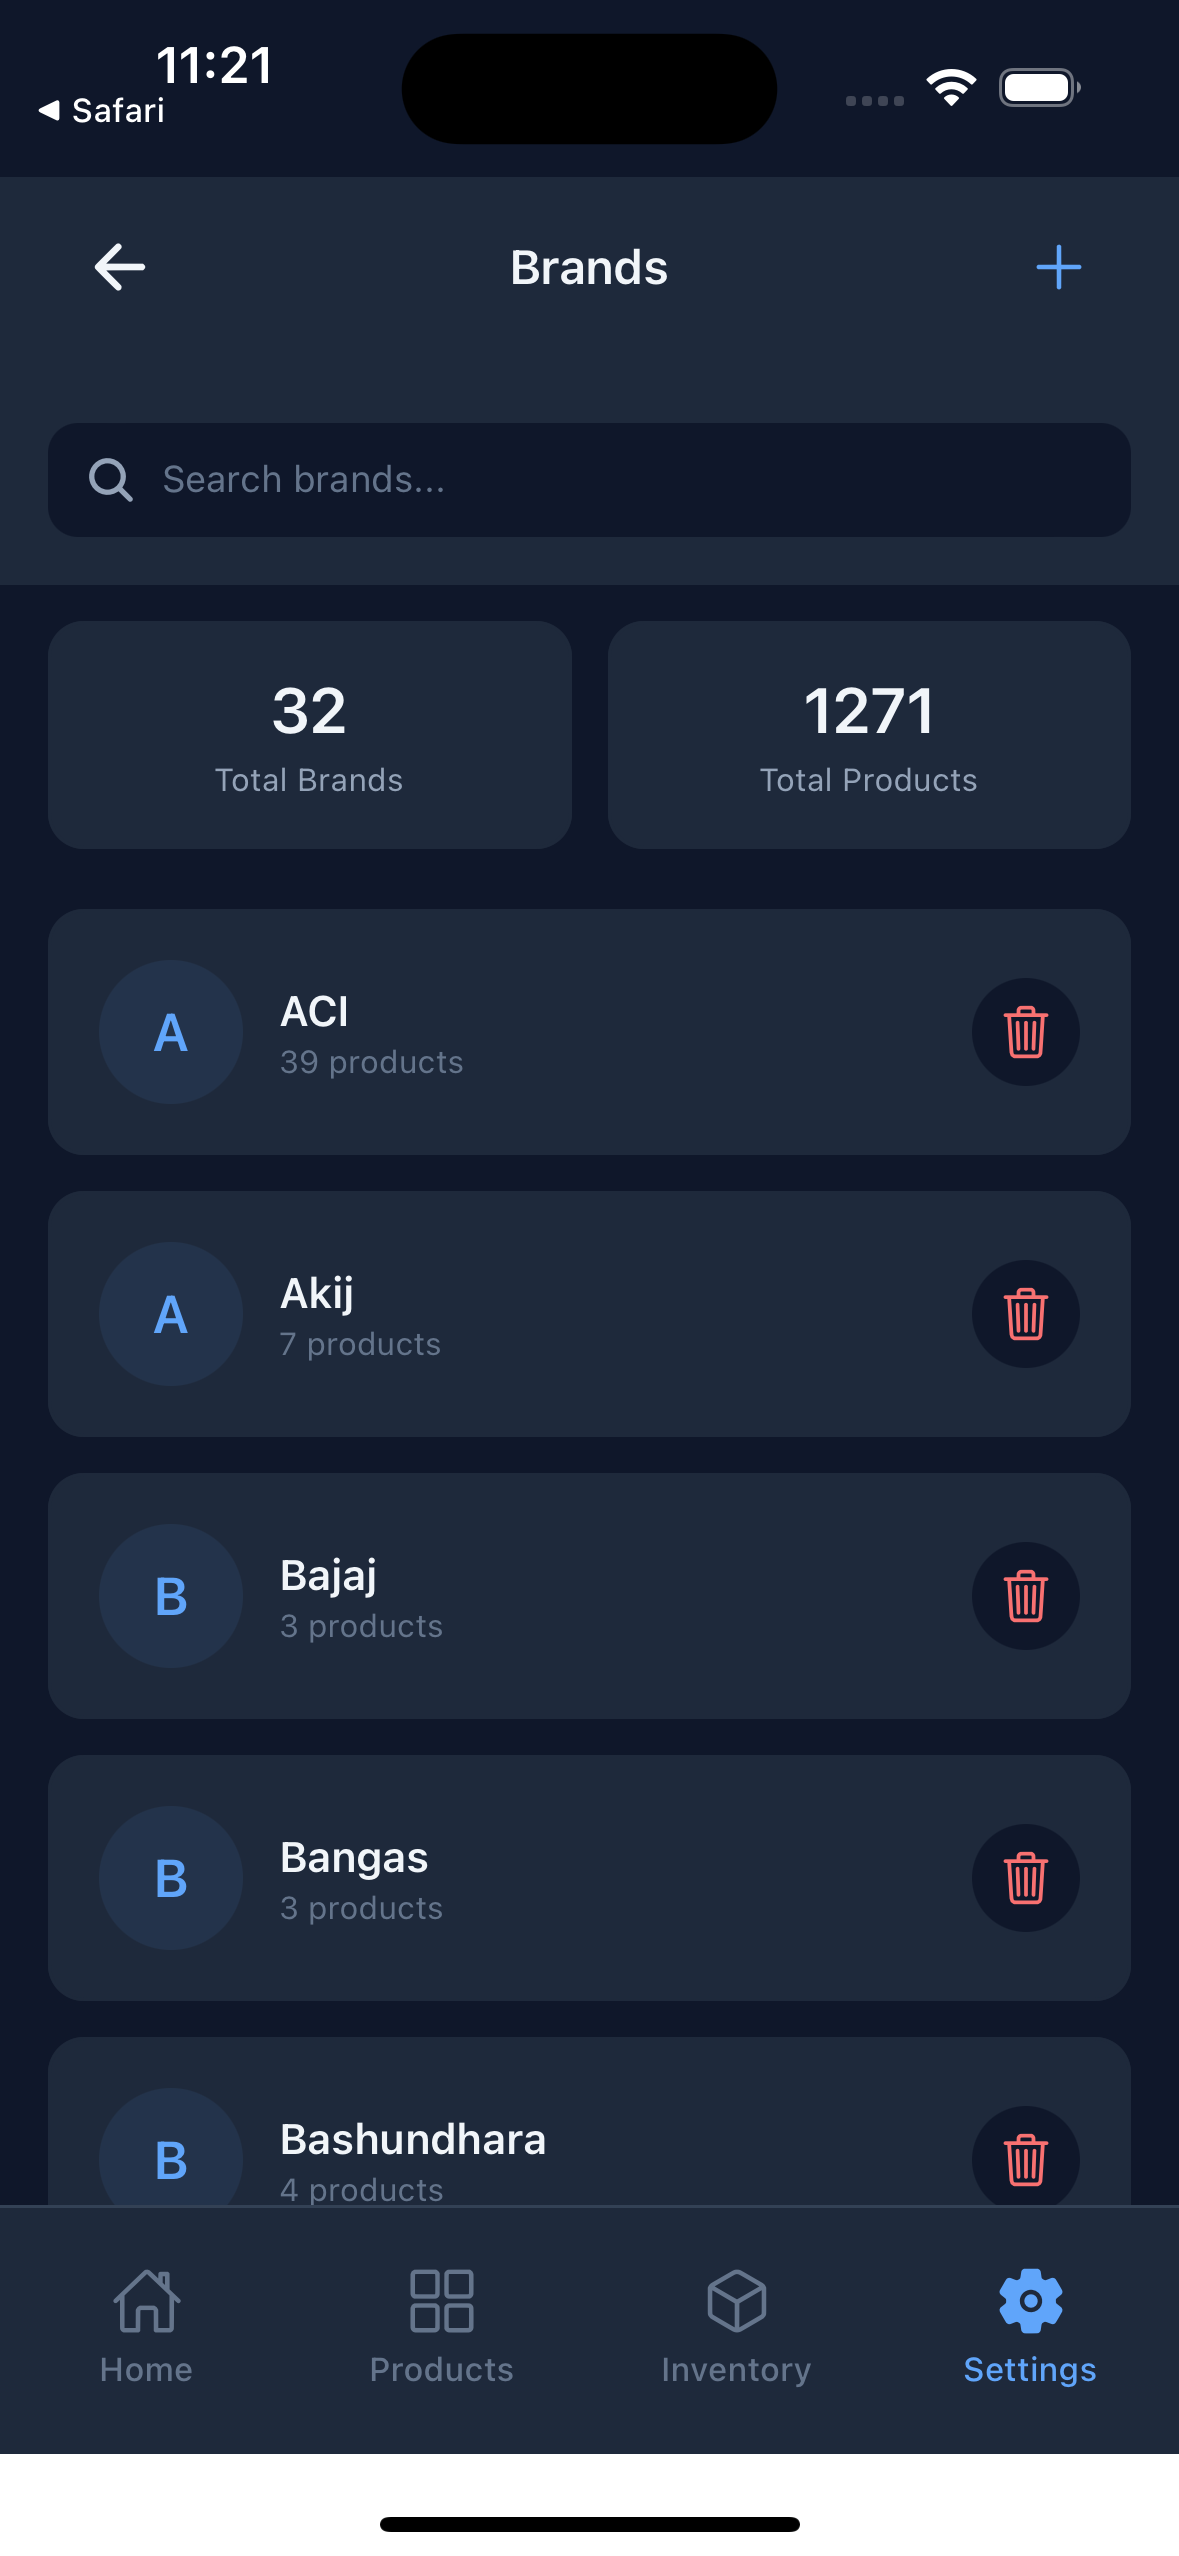 11:21
Safari
Brands
Search brands...
32
Total Brands
1271
Total Products
A
ACI
39 products
A
Akij
7 products
B
Bajaj
3 products
B
Bangas
3 products
B
Bashundhara
4 products
Home
Products
Inventory
Settings